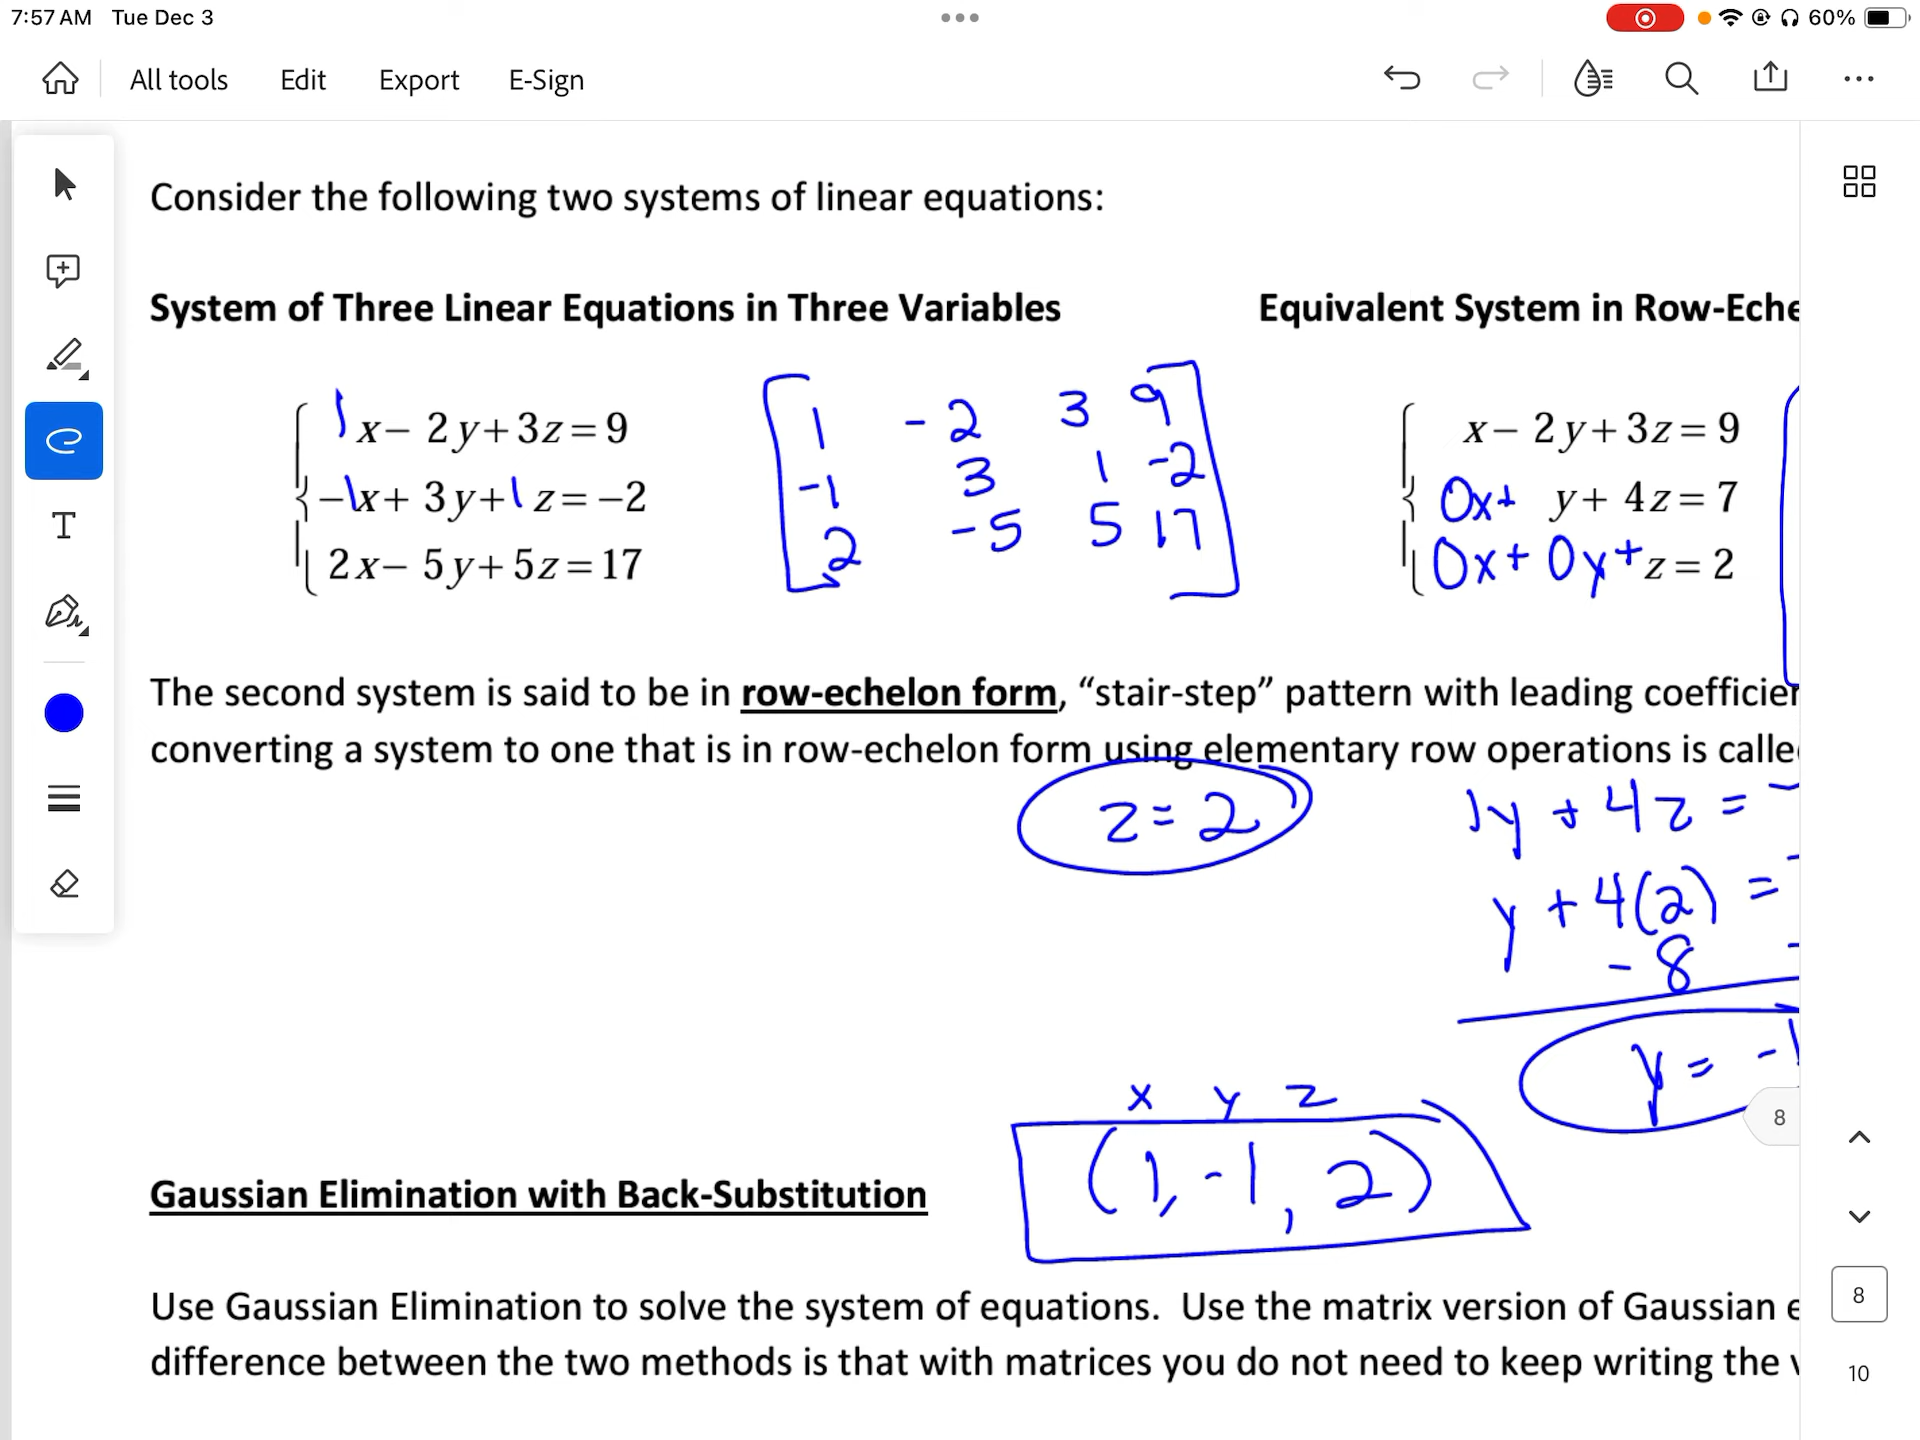 7:57 AM Tue Dec 3
60%
All tools Edit Export E-Sign
Consider the following two systems of linear equations:
System of Three Linear Equations in Three Variables
Equivalent System in Row-Eche
1x− 2y+3z=9
−1x+ 3y+1z=−2
2x− 5y+5z=17
1 -2 3 9
-1 3 1 -2
2 -5 5 17
x− 2y+3z=9
0x+ y+ 4z=7
0x+0y+z=2
The second system is said to be in row-echelon form, “stair-step” pattern with leading coefficien
converting a system to one that is in row-echelon form using elementary row operations is calle
z=2
1y+4z=
y+4(2)=
-8
y=-1
x y z
(1,-1,2)
8
Gaussian Elimination with Back-Substitution
Use Gaussian Elimination to solve the system of equations.  Use the matrix version of Gaussian e
difference between the two methods is that with matrices you do not need to keep writing the v
8
10